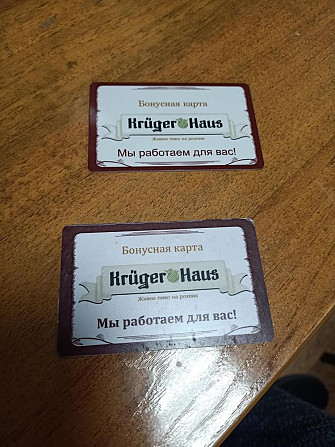 Бонусная карта
Krüger Haus
Живое пиво на розлив
Мы работаем для вас!
Бонусная карта
Krüger Haus
Живое пиво на розлив
Мы работаем для вас!